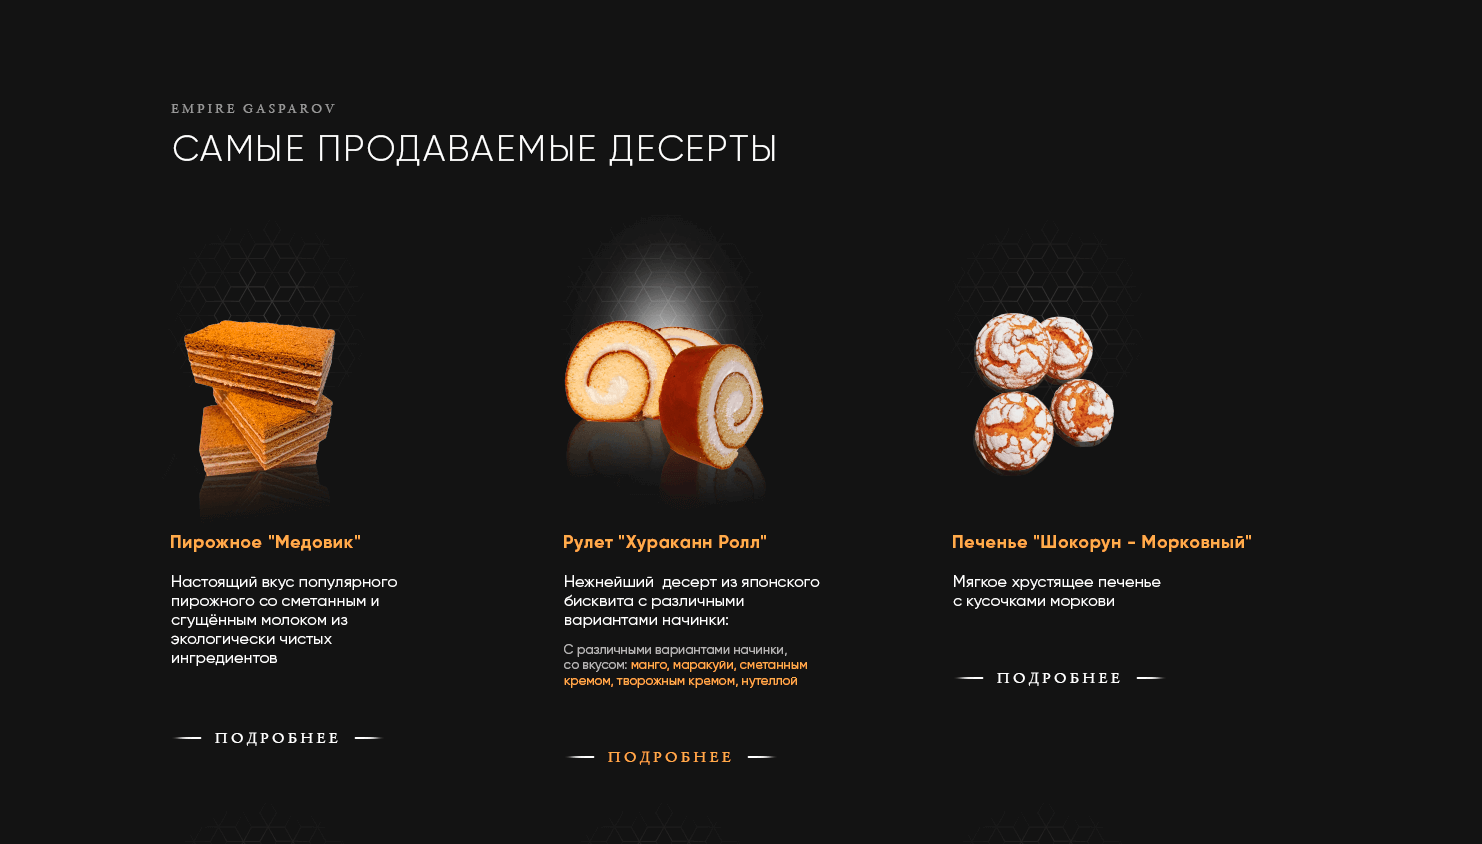 EMPIRE GASPAROV
САМЫЕ ПРОДАВАЕМЫЕ ДЕСЕРТЫ
Пирожное "Медовик"
Настоящий вкус популярного
пирожного со сметанным и
сгущённым молоком из
экологически чистых
ингредиентов
ПОДРОБНЕЕ
Рулет "Хураканн Ролл"
Нежнейший  десерт из японского
бисквита с различными
вариантами начинки:
С различными вариантами начинки,
со вкусом: манго, маракуйи, сметанным
кремом, творожным кремом, нутеллой
ПОДРОБНЕЕ
Печенье "Шокорун - Морковный"
Мягкое хрустящее печенье
с кусочками моркови
ПОДРОБНЕЕ